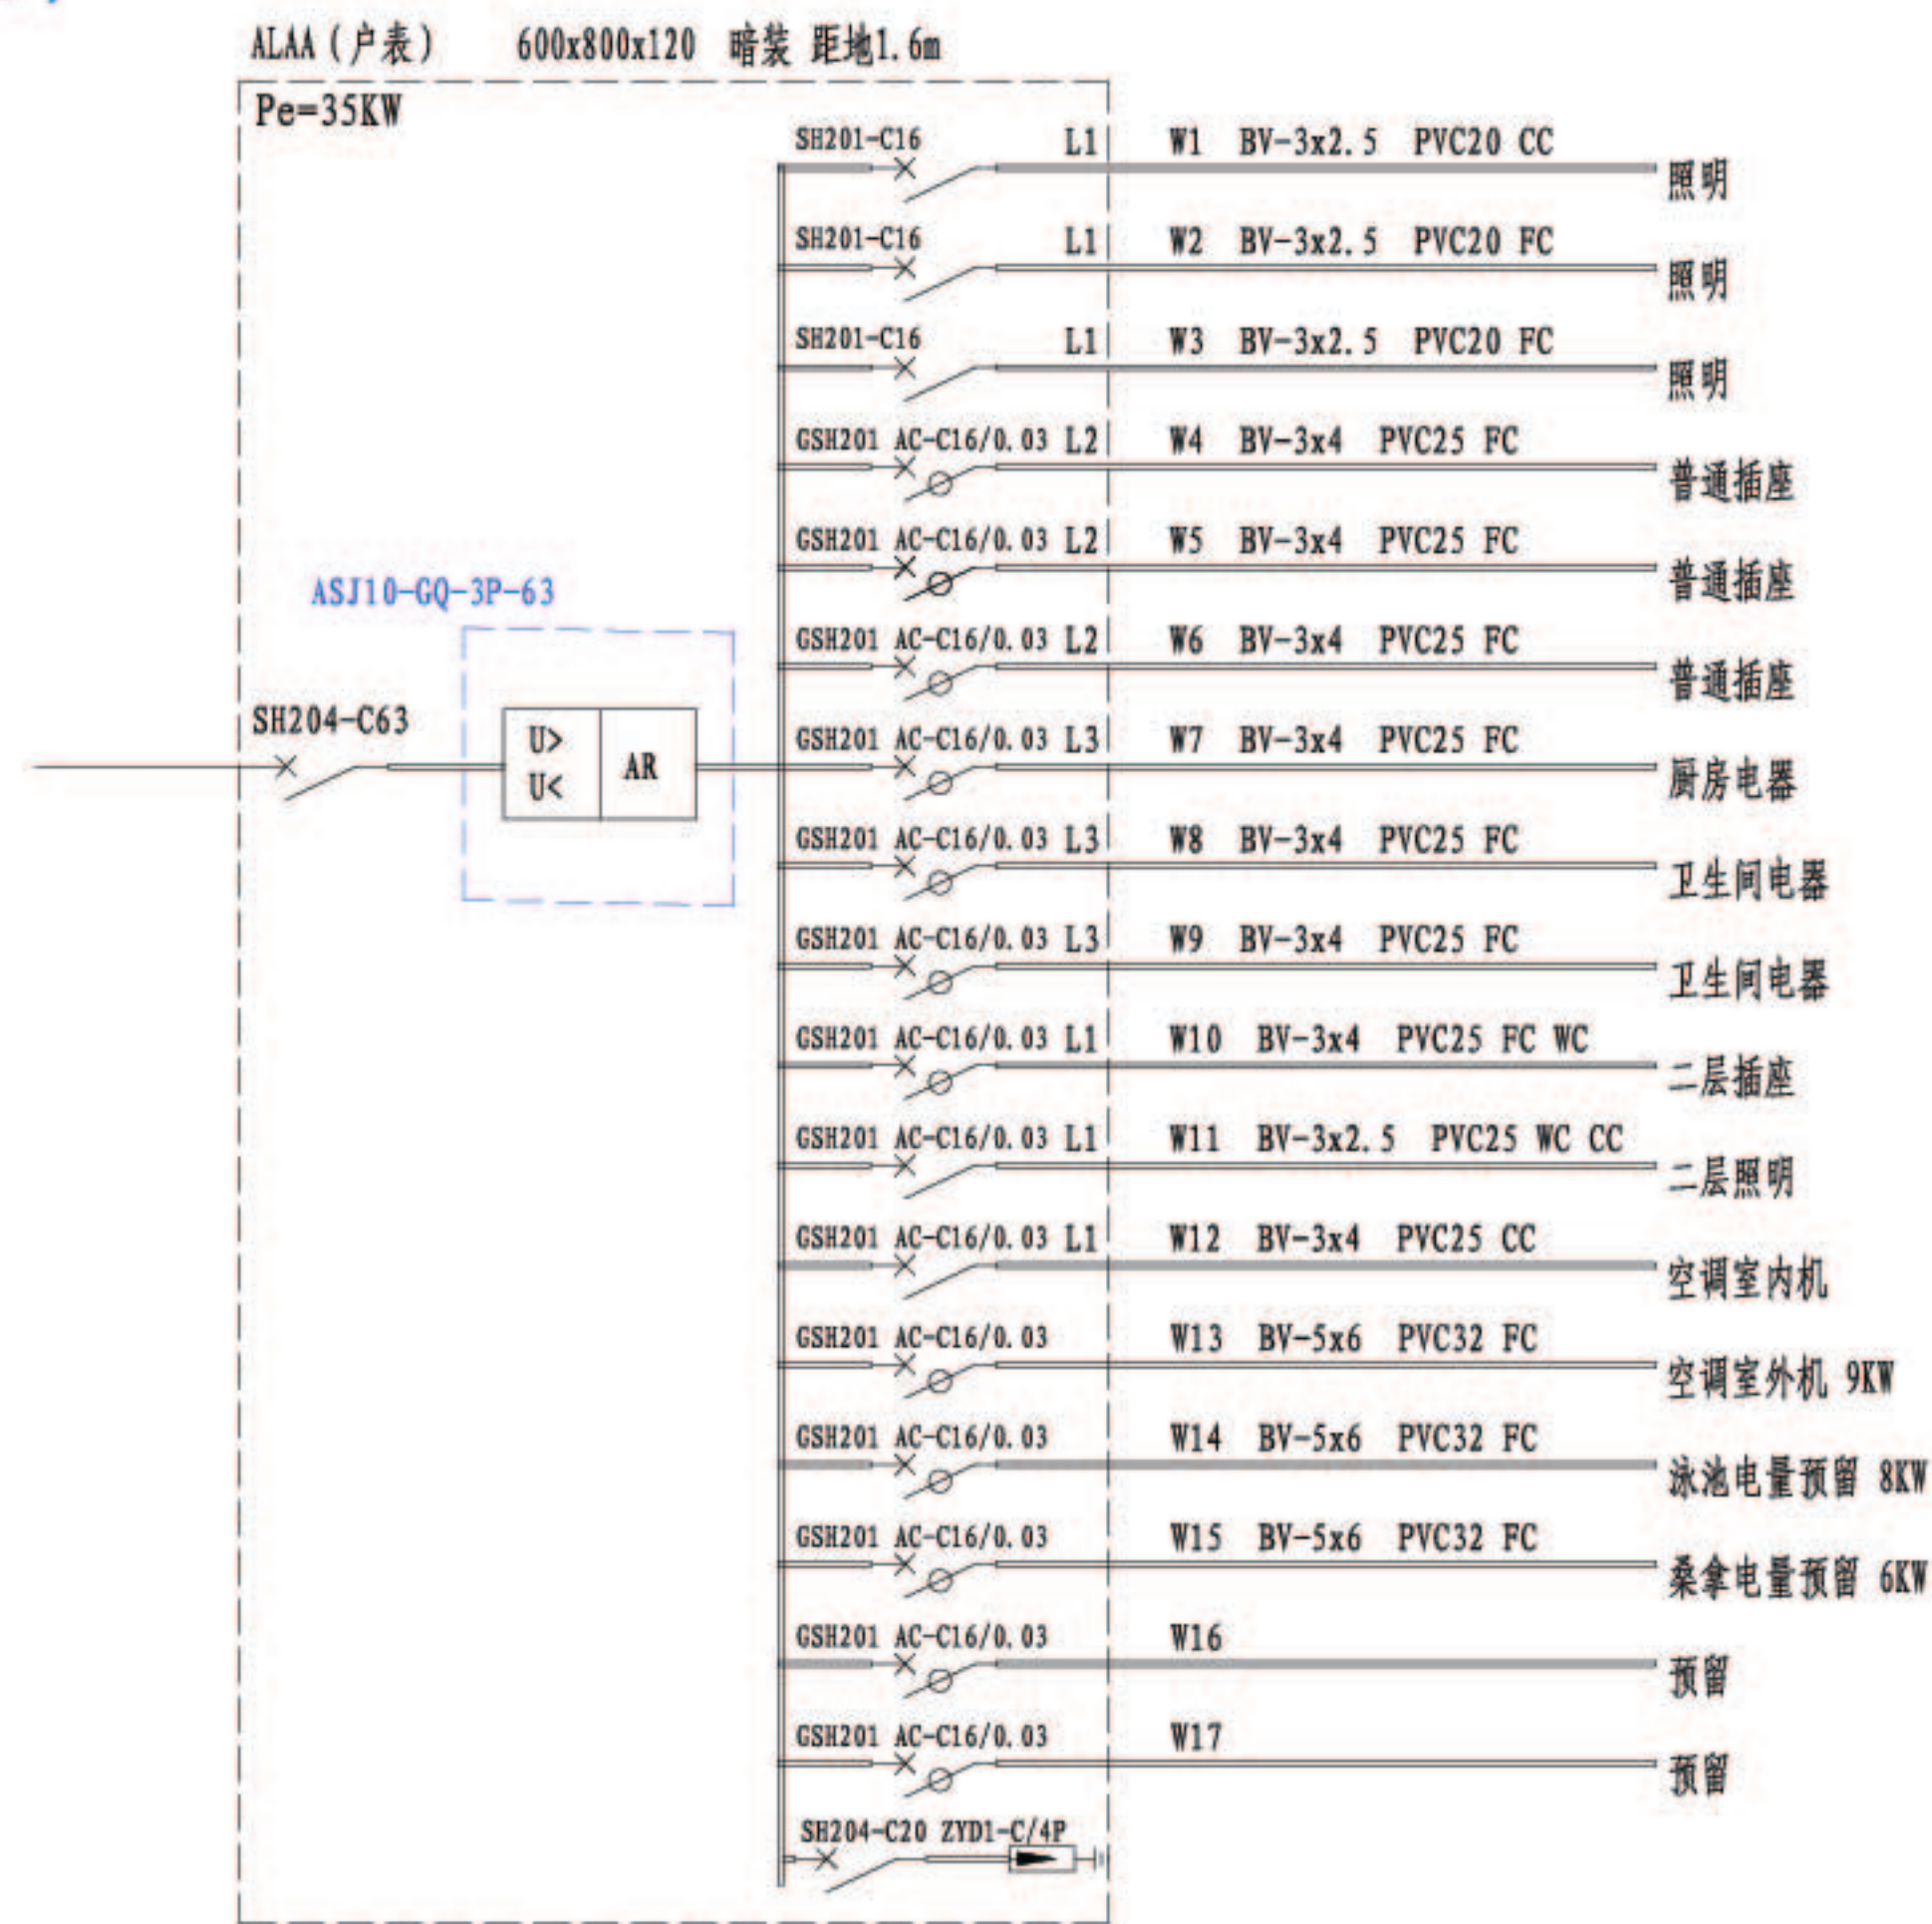 ALAA（户表） 600x800x120 暗装 距地1.6m
Pe=35KW
SH201-C16 L1 W1 BV-3x2.5 PVC20 CC 照明
SH201-C16 L1 W2 BV-3x2.5 PVC20 FC 照明
SH201-C16 L1 W3 BV-3x2.5 PVC20 FC 照明
GSH201 AC-C16/0.03 L2 W4 BV-3x4 PVC25 FC 普通插座
GSH201 AC-C16/0.03 L2 W5 BV-3x4 PVC25 FC 普通插座
ASJ10-GQ-3P-63
GSH201 AC-C16/0.03 L2 W6 BV-3x4 PVC25 FC 普通插座
SH204-C63
U>
U<
AR
GSH201 AC-C16/0.03 L3 W7 BV-3x4 PVC25 FC 厨房电器
GSH201 AC-C16/0.03 L3 W8 BV-3x4 PVC25 FC 卫生间电器
GSH201 AC-C16/0.03 L3 W9 BV-3x4 PVC25 FC 卫生间电器
GSH201 AC-C16/0.03 L1 W10 BV-3x4 PVC25 FC WC 二层插座
GSH201 AC-C16/0.03 L1 W11 BV-3x2.5 PVC25 WC CC 二层照明
GSH201 AC-C16/0.03 L1 W12 BV-3x4 PVC25 CC 空调室内机
GSH201 AC-C16/0.03 W13 BV-5x6 PVC32 FC 空调室外机 9KW
GSH201 AC-C16/0.03 W14 BV-5x6 PVC32 FC 泳池电量预留 8KW
GSH201 AC-C16/0.03 W15 BV-5x6 PVC32 FC 桑拿电量预留 6KW
GSH201 AC-C16/0.03 W16 预留
GSH201 AC-C16/0.03 W17 预留
SH204-C20 ZYD1-C/4P